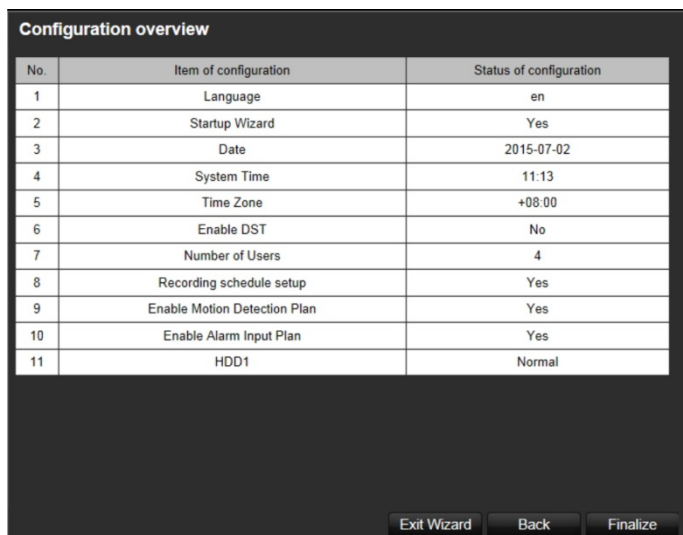 Configuration overview
No. Item of configuration Status of configuration
1 Language en
2 Startup Wizard Yes
3 Date 2015-07-02
4 System Time 11:13
5 Time Zone +08:00
6 Enable DST No
7 Number of Users 4
8 Recording schedule setup Yes
9 Enable Motion Detection Plan Yes
10 Enable Alarm Input Plan Yes
11 HDD1 Normal
Exit Wizard Back Finalize